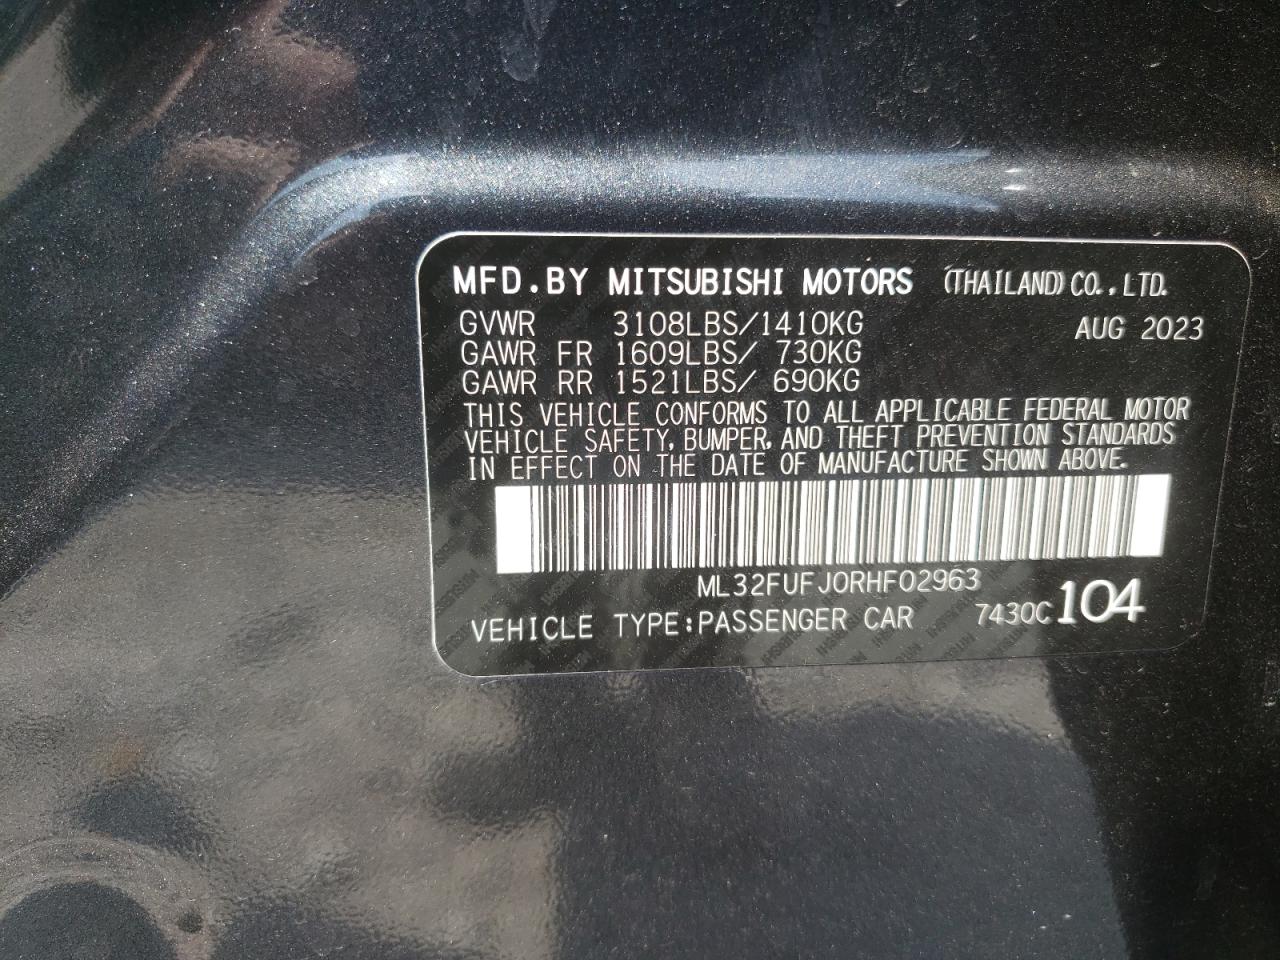 MFD.BY MITSUBISHI MOTORS (THAILAND) CO.,LTD.
GVWR 3108LBS/1410KG AUG 2023
GAWR FR 1609LBS/ 730KG
GAWR RR 1521LBS/ 690KG
THIS VEHICLE CONFORMS TO ALL APPLICABLE FEDERAL MOTOR
VEHICLE SAFETY, BUMPER, AND THEFT PREVENTION STANDARDS
IN EFFECT ON THE DATE OF MANUFACTURE SHOWN ABOVE.
ML32FUFJ0RHF02963
VEHICLE TYPE:PASSENGER CAR 7430C 104